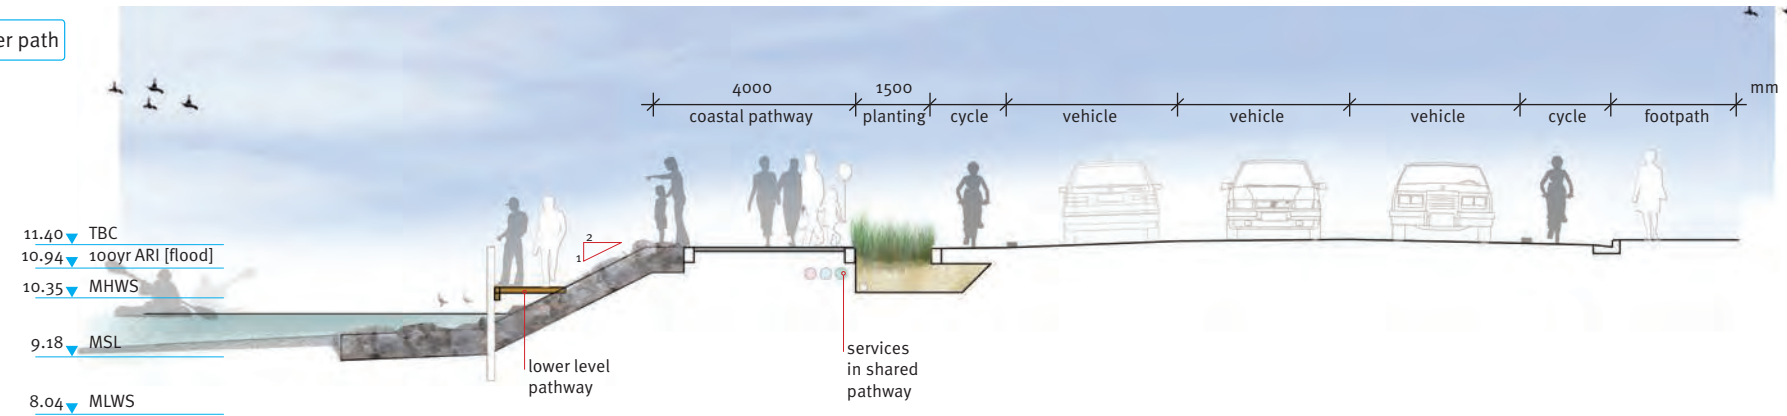 er path
4000 1500 mm
coastal pathway planting cycle vehicle vehicle vehicle cycle footpath
11.40 TBC
10.94 100yr ARI [flood]
10.35 MHWS
9.18 MSL
8.04 MLWS
2
1
lower level
pathway
services
in shared
pathway